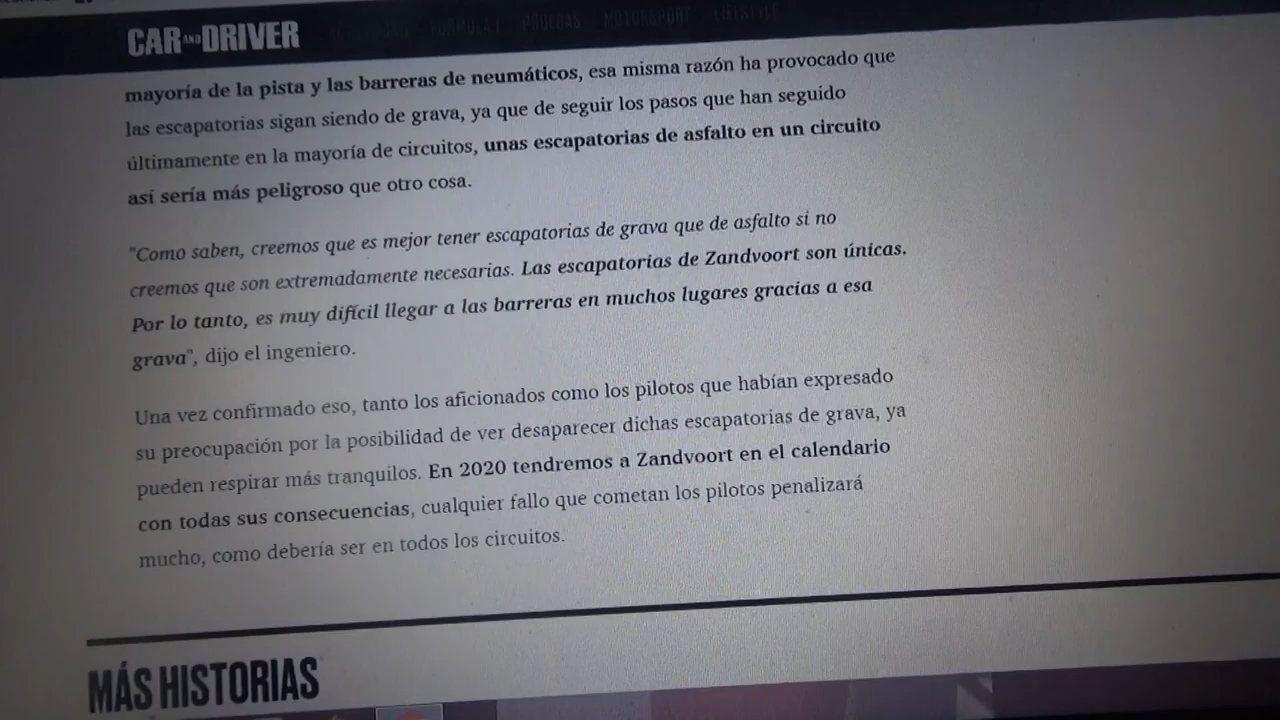 CAR AND DRIVER FORMULA 1 PRUEBAS MOTORSPORT LIFESTYLE
mayoría de la pista y las barreras de neumáticos, esa misma razón ha provocado que
las escapatorias sigan siendo de grava, ya que de seguir los pasos que han seguido
últimamente en la mayoría de circuitos, unas escapatorias de asfalto en un circuito
así sería más peligroso que otro cosa.
"Como saben, creemos que es mejor tener escapatorias de grava que de asfalto si no
creemos que son extremadamente necesarias. Las escapatorias de Zandvoort son únicas.
Por lo tanto, es muy difícil llegar a las barreras en muchos lugares gracias a esa
grava", dijo el ingeniero.
Una vez confirmado eso, tanto los aficionados como los pilotos que habían expresado
su preocupación por la posibilidad de ver desaparecer dichas escapatorias de grava, ya
pueden respirar más tranquilos. En 2020 tendremos a Zandvoort en el calendario
con todas sus consecuencias, cualquier fallo que cometan los pilotos penalizará
mucho, como debería ser en todos los circuitos.
MÁS HISTORIAS